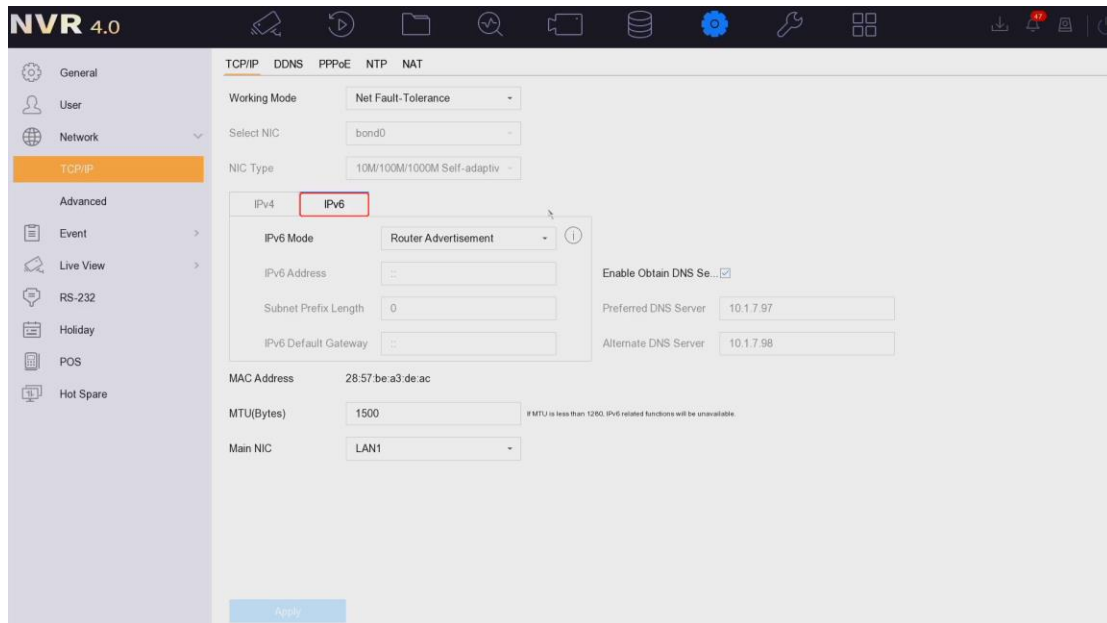 NVR 4.0
47
General
User
Network
TCP/IP
Advanced
Event
Live View
RS-232
Holiday
POS
Hot Spare
TCP/IP DDNS PPPoE NTP NAT
Working Mode Net Fault-Tolerance
Select NIC bond0
NIC Type 10M/100M/1000M Self-adaptiv
IPv4 IPv6
IPv6 Mode Router Advertisement
IPv6 Address :: Enable Obtain DNS Se...
Subnet Prefix Length 0 Preferred DNS Server 10.1.7.97
IPv6 Default Gateway :: Alternate DNS Server 10.1.7.98
MAC Address 28:57:be:a3:de:ac
MTU(Bytes) 1500 If MTU is less than 1280, IPv6 related functions will be unavailable.
Main NIC LAN1
Apply